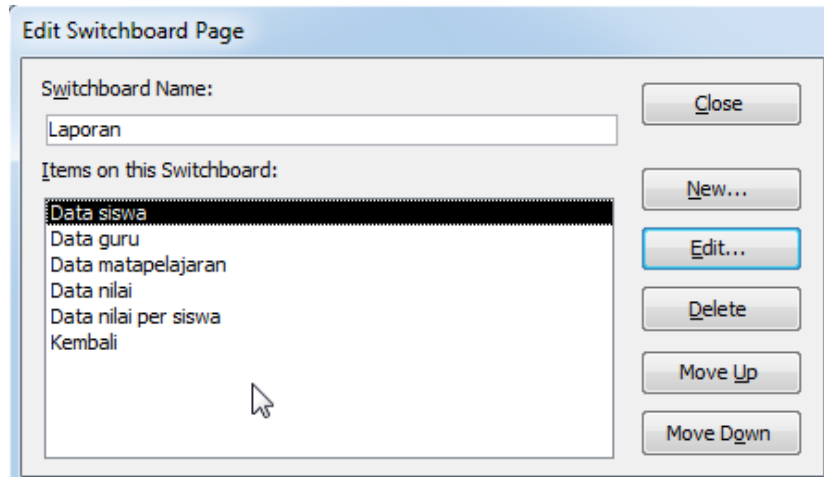 Edit Switchboard Page
Switchboard Name:
Close
Laporan
Items on this Switchboard:
New...
Data siswa
Data guru
Edit...
Data matapelajaran
Data nilai
Data nilai per siswa
Delete
Kembali
Move Up
Move Down